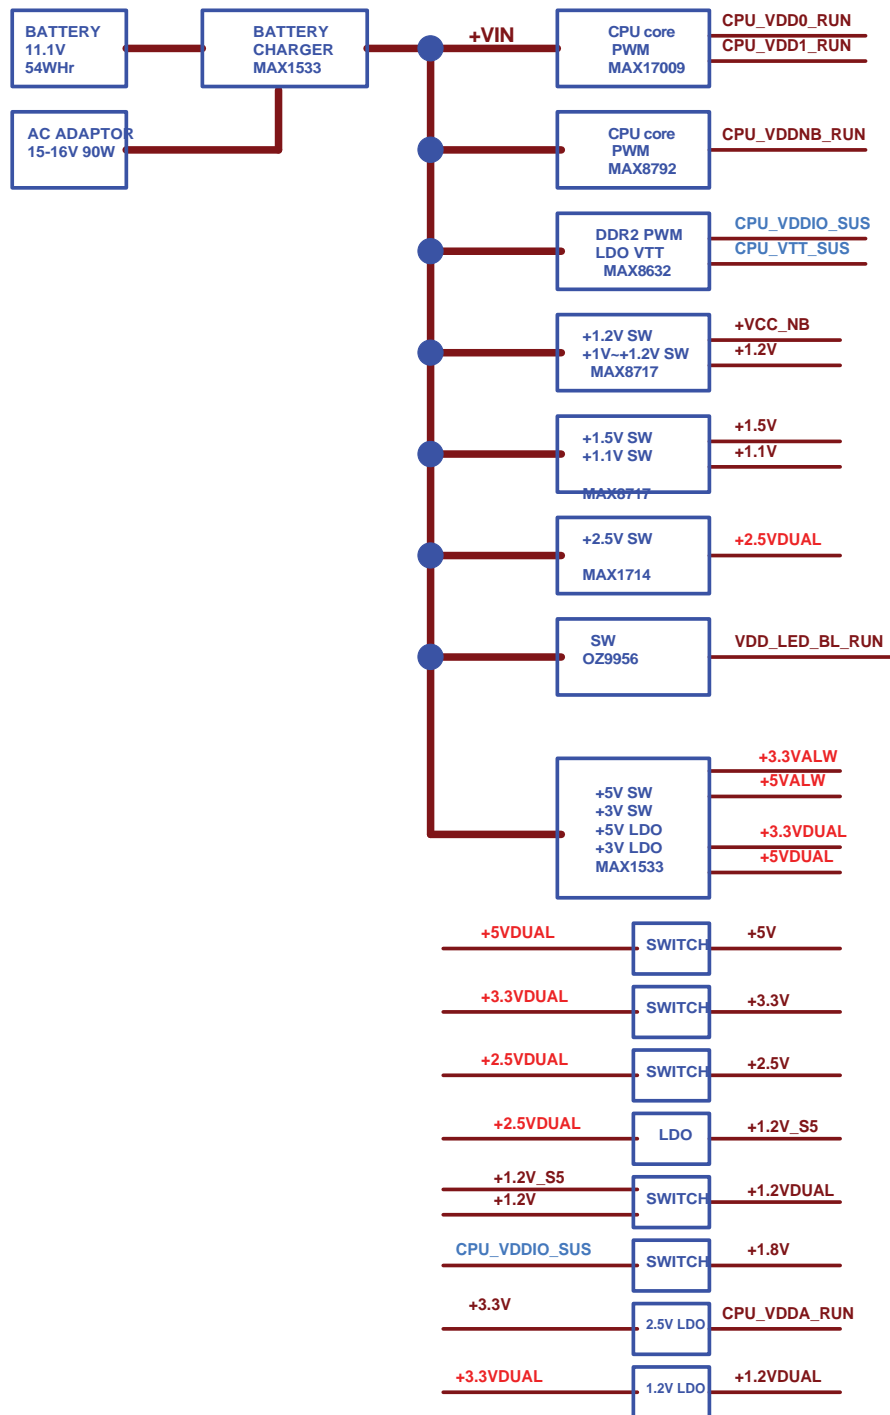 BATTERY
11.1V
54WHr
BATTERY
CHARGER
MAX1533
+VIN
CPU core
PWM
MAX17009
CPU_VDD0_RUN
CPU_VDD1_RUN
AC ADAPTOR
15-16V 90W
CPU core
PWM
MAX8792
CPU_VDDNB_RUN
DDR2 PWM
LDO VTT
MAX8632
CPU_VDDIO_SUS
CPU_VTT_SUS
+1.2V SW
+1V~+1.2V SW
MAX8717
+VCC_NB
+1.2V
+1.5V SW
+1.1V SW
MAX8717
+1.5V
+1.1V
+2.5V SW
MAX1714
+2.5VDUAL
SW
OZ9956
VDD_LED_BL_RUN
+5V SW
+3V SW
+5V LDO
+3V LDO
MAX1533
+3.3VALW
+5VALW
+3.3VDUAL
+5VDUAL
+5VDUAL
SWITCH
+5V
+3.3VDUAL
SWITCH
+3.3V
+2.5VDUAL
SWITCH
+2.5V
+2.5VDUAL
LDO
+1.2V_S5
+1.2V_S5
+1.2V
SWITCH
+1.2VDUAL
CPU_VDDIO_SUS
SWITCH
+1.8V
+3.3V
2.5V LDO
CPU_VDDA_RUN
+3.3VDUAL
1.2V LDO
+1.2VDUAL